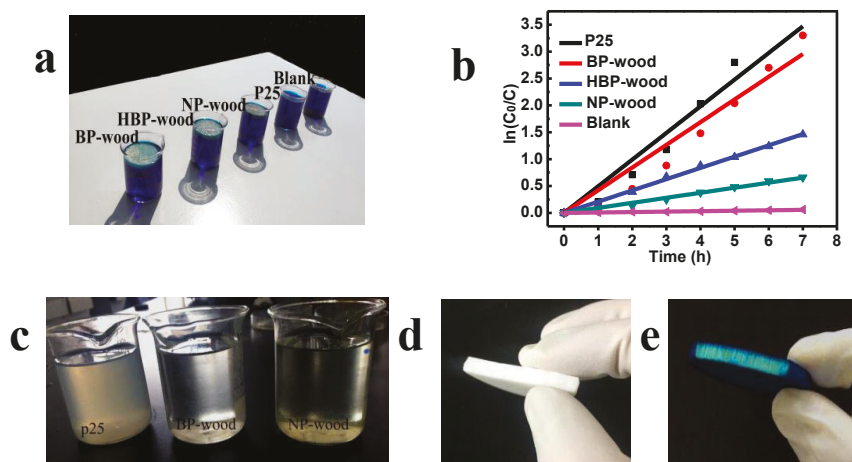 a
BP-wood
HBP-wood
NP-wood
P25
Blank
b
ln(C₀/C)
3.5
3.0
2.5
2.0
1.5
1.0
0.5
0.0
P25
BP-wood
HBP-wood
NP-wood
Blank
0 1 2 3 4 5 6 7 8
Time (h)
c
p25
BP-wood
NP-wood
d
e